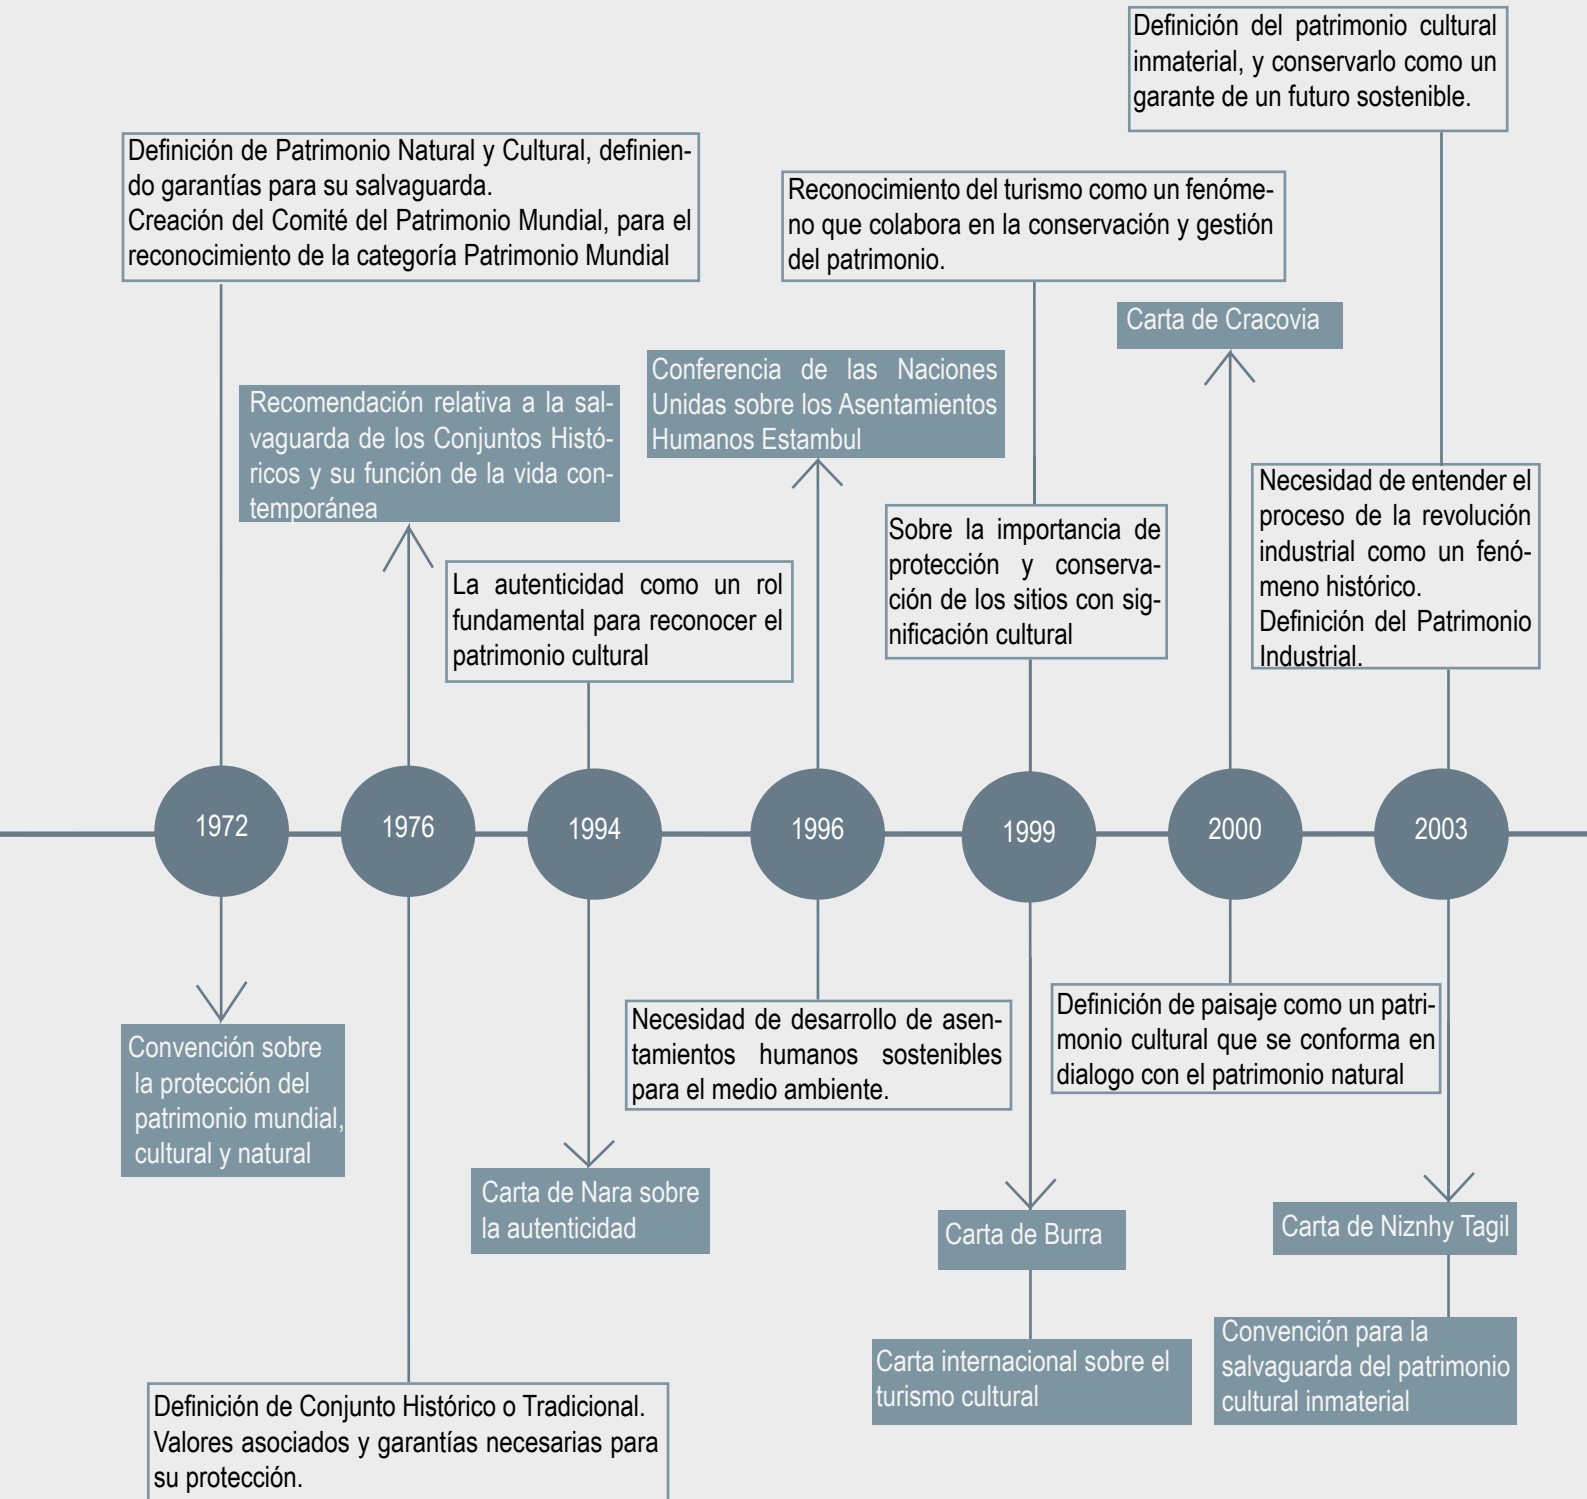 Definición del patrimonio cultural
inmaterial, y conservarlo como un
garante de un futuro sostenible.
Definición de Patrimonio Natural y Cultural, definien-
do garantías para su salvaguarda.
Creación del Comité del Patrimonio Mundial, para el
reconocimiento de la categoría Patrimonio Mundial
Reconocimiento del turismo como un fenóme-
no que colabora en la conservación y gestión
del patrimonio.
Carta de Cracovia
Conferencia de las Naciones
Unidas sobre los Asentamientos
Humanos Estambul
Recomendación relativa a la sal-
vaguarda de los Conjuntos Histó-
ricos y su función de la vida con-
temporánea
Necesidad de entender el
proceso de la revolución
industrial como un fenó-
meno histórico.
Definición del Patrimonio
Industrial.
Sobre la importancia de
protección y conserva-
ción de los sitios con sig-
nificación cultural
La autenticidad como un rol
fundamental para reconocer el
patrimonio cultural
1972
1976
1994
1996
1999
2000
2003
Definición de paisaje como un patri-
monio cultural que se conforma en
dialogo con el patrimonio natural
Necesidad de desarrollo de asen-
tamientos humanos sostenibles
para el medio ambiente.
Convención sobre
la protección del
patrimonio mundial,
cultural y natural
Carta de Nara sobre
la autenticidad
Carta de Burra
Carta de Niznhy Tagil
Carta internacional sobre el
turismo cultural
Convención para la
salvaguarda del patrimonio
cultural inmaterial
Definición de Conjunto Histórico o Tradicional.
Valores asociados y garantías necesarias para
su protección.